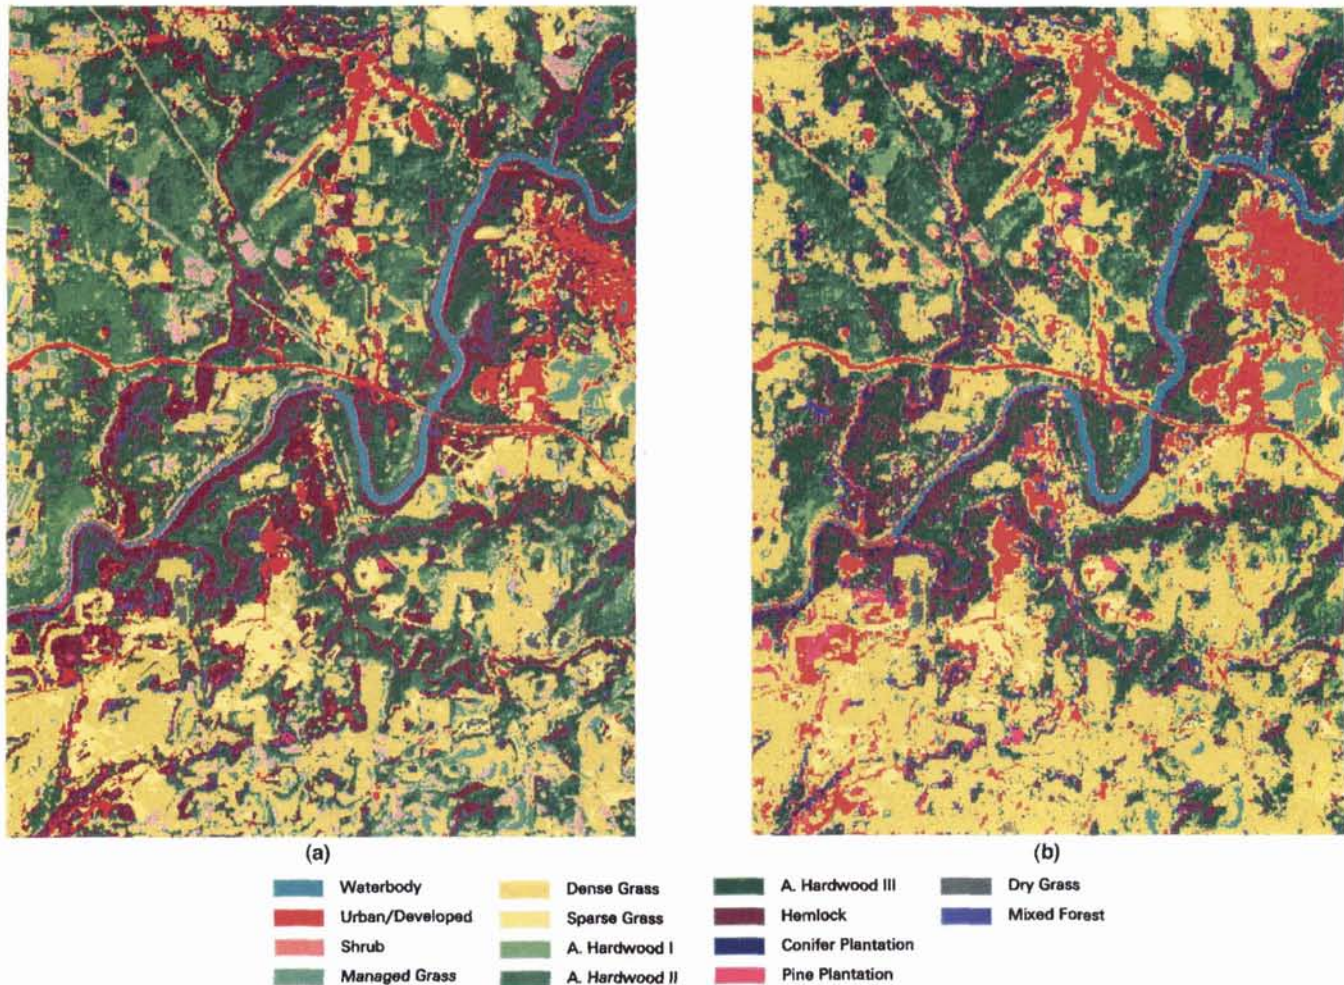 (a)
(b)
Waterbody
Urban/Developed
Shrub
Managed Grass
Dense Grass
Sparse Grass
A. Hardwood I
A. Hardwood II
A. Hardwood III
Hemlock
Conifer Plantation
Pine Plantation
Dry Grass
Mixed Forest